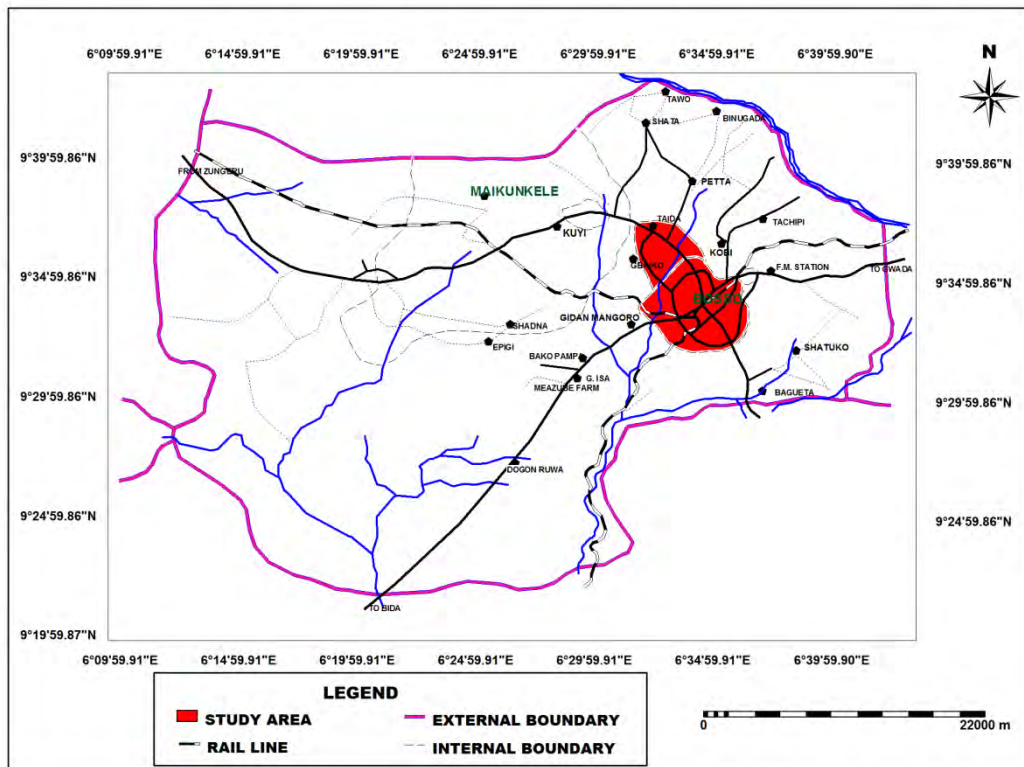 6°09'59.91"E 6°14'59.91"E 6°19'59.91"E 6°24'59.91"E 6°29'59.91"E 6°34'59.91"E 6°39'59.90"E
N
TAWO
BINUGADA
SHATA
9°39'59.86"N 9°39'59.86"N
FROM ZUNGERU
PETTA
MAIKUNKELE
TAIDA
TACHIPI
KUYI
KOBI
F.M. STATION
TO GWADA
9°34'59.86"N 9°34'59.86"N
BOSSO
GIDAN MANGORO
SHADNA
EPIGI
SHATUKO
BAKO PAMPA
G. ISA
MEAZUBE FARM
BAGUETA
9°29'59.86"N 9°29'59.86"N
DOGON RUWA
9°24'59.86"N 9°24'59.86"N
TO BIDA
9°19'59.87"N
6°09'59.91"E 6°14'59.91"E 6°19'59.91"E 6°24'59.91"E 6°29'59.91"E 6°34'59.91"E 6°39'59.90"E
LEGEND
STUDY AREA EXTERNAL BOUNDARY
RAIL LINE INTERNAL BOUNDARY
0 22000 m